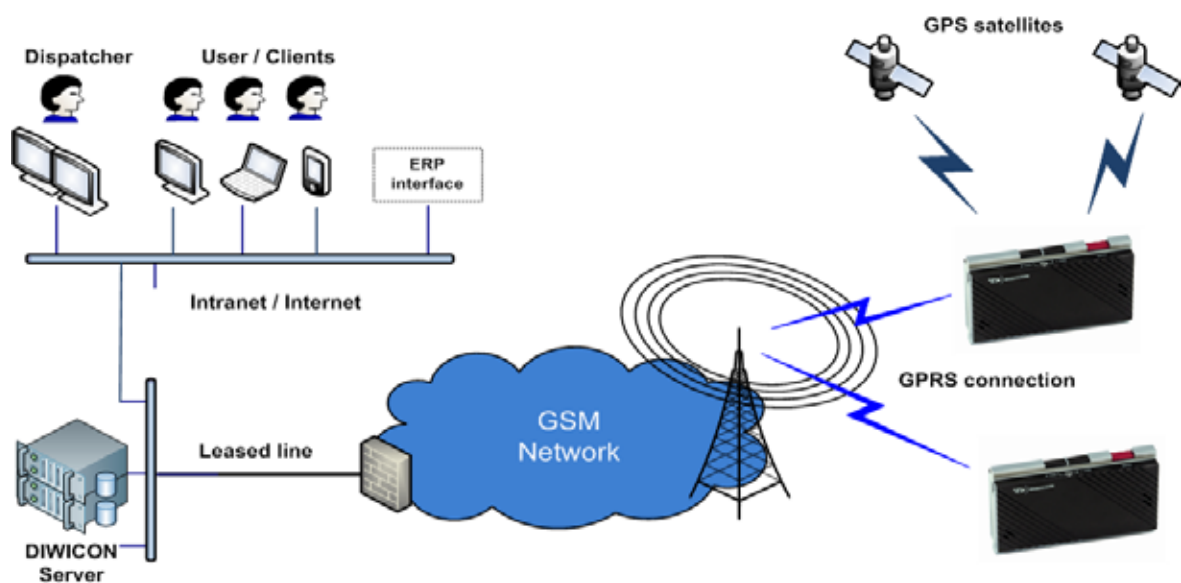 GPS satellites
Dispatcher
User / Clients
ERP
interface
Intranet / Internet
GPRS connection
GSM
Network
Leased line
DIWICON
Server